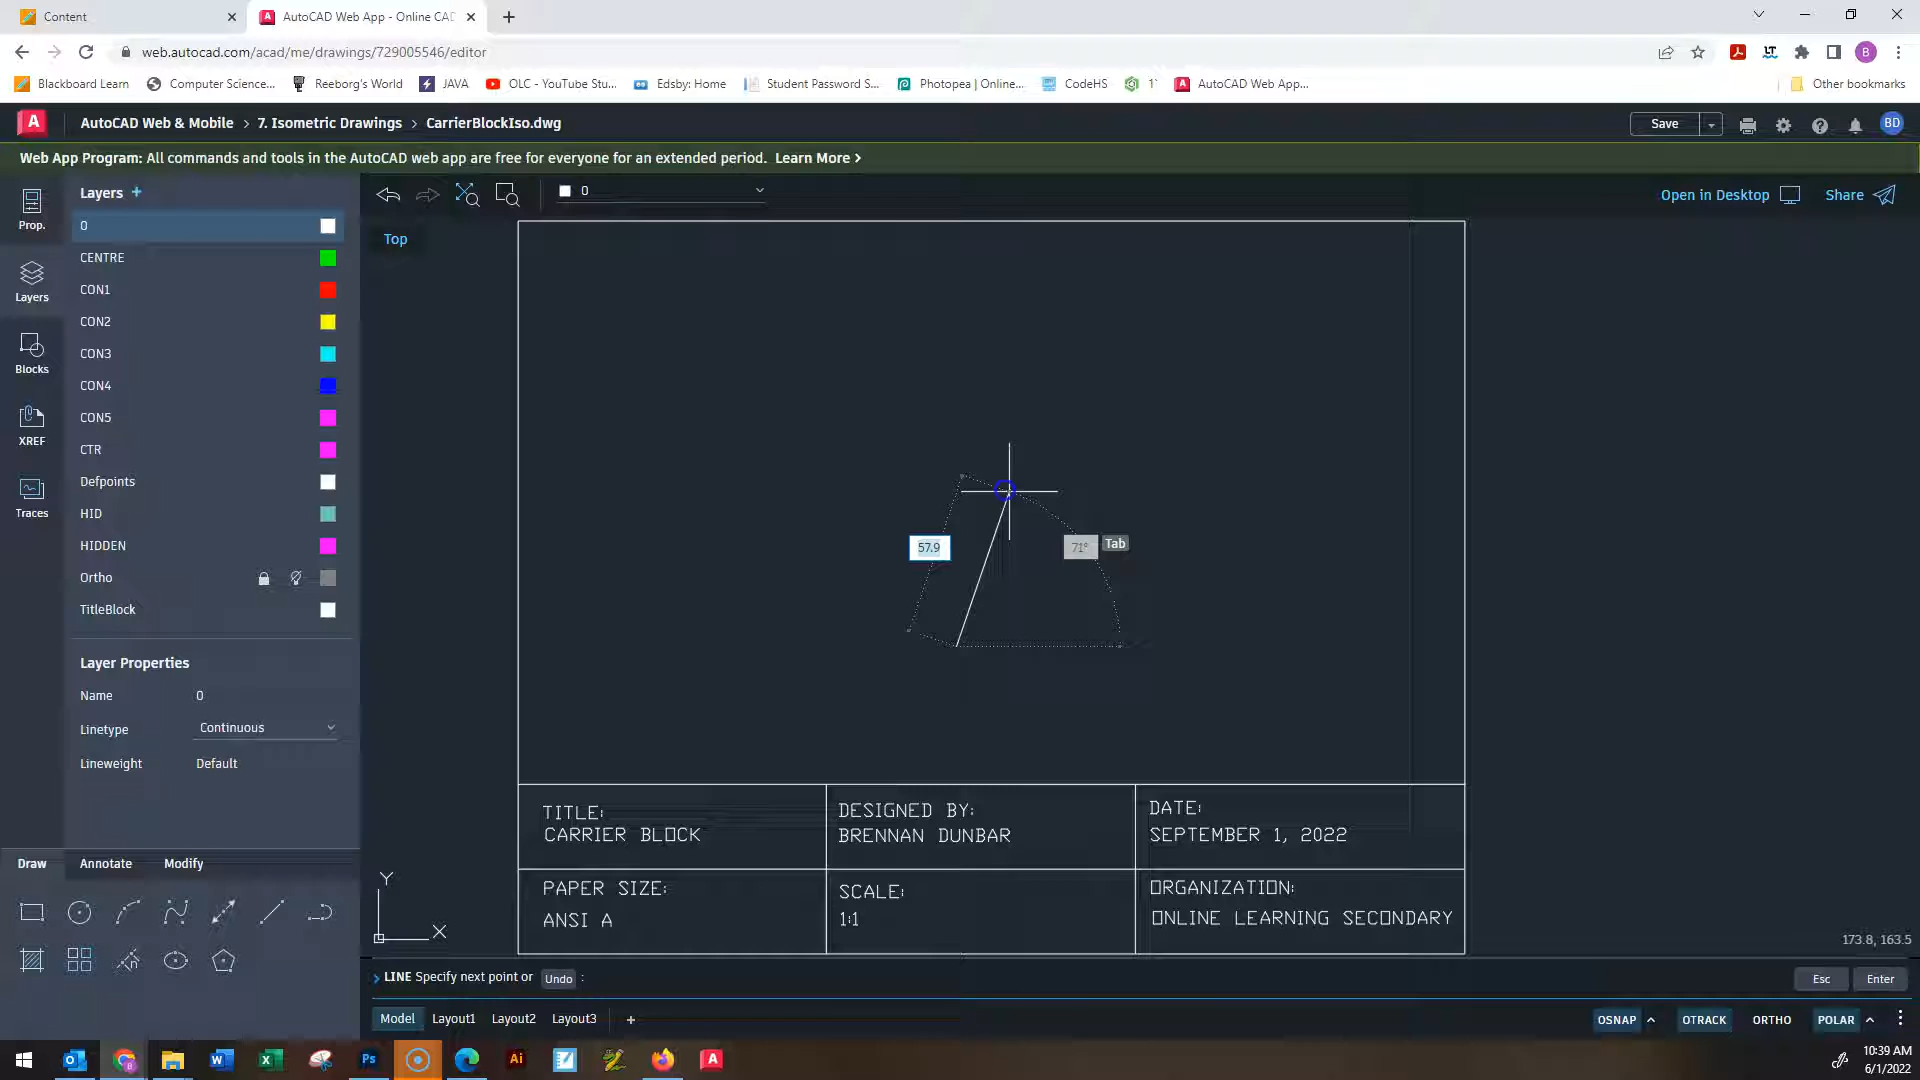 Content
AutoCAD Web App - Online CAD
web.autocad.com/acad/me/drawings/729005546/editor
Blackboard Learn
Computer Science...
Reeborg's World
JAVA
OLC - YouTube Stu...
Edsby: Home
Student Password S...
Photopea | Online...
CodeHS
1'
AutoCAD Web App...
Other bookmarks
AutoCAD Web & Mobile > 7. Isometric Drawings > CarrierBlockIso.dwg
Save
BD
Web App Program: All commands and tools in the AutoCAD web app are free for everyone for an extended period. Learn More >
Prop.
Layers
Blocks
XREF
Traces
Layers +
0
CENTRE
CON1
CON2
CON3
CON4
CON5
CTR
Defpoints
HID
HIDDEN
Ortho
TitleBlock
Layer Properties
Name 0
Linetype Continuous
Lineweight Default
Draw Annotate Modify
0
Open in Desktop
Share
Top
57.9
71°
Tab
TITLE:
CARRIER BLOCK
DESIGNED BY:
BRENNAN DUNBAR
DATE:
SEPTEMBER 1, 2022
PAPER SIZE:
ANSI A
SCALE:
1:1
ORGANIZATION:
ONLINE LEARNING SECONDARY
Y
X
173.8, 163.5
> LINE Specify next point or Undo :
Esc
Enter
Model Layout1 Layout2 Layout3 +
OSNAP OTRACK ORTHO POLAR
10:39 AM
6/1/2022